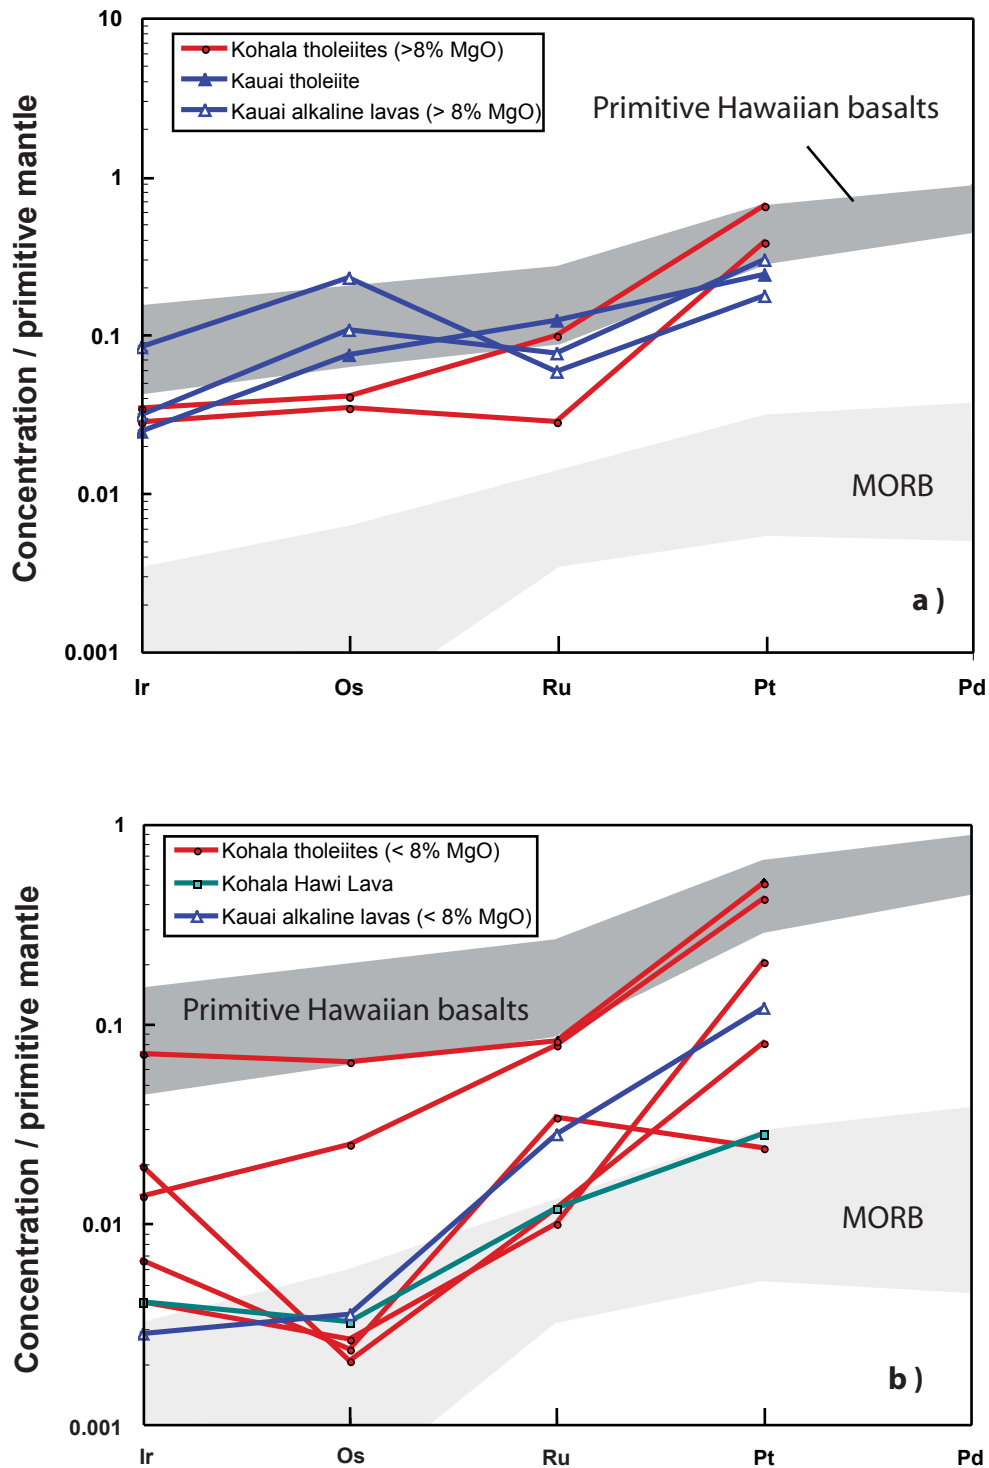 10
Kohala tholeiites (>8% MgO)
Kauai tholeiite
Kauai alkaline lavas (> 8% MgO)
Primitive Hawaiian basalts
1
0.1
0.01
0.001
Concentration / primitive mantle
MORB
a )
Ir Os Ru Pt Pd
1
Kohala tholeiites (< 8% MgO)
Kohala Hawi Lava
Kauai alkaline lavas (< 8% MgO)
Primitive Hawaiian basalts
0.1
0.01
0.001
Concentration / primitive mantle
MORB
b )
Ir Os Ru Pt Pd